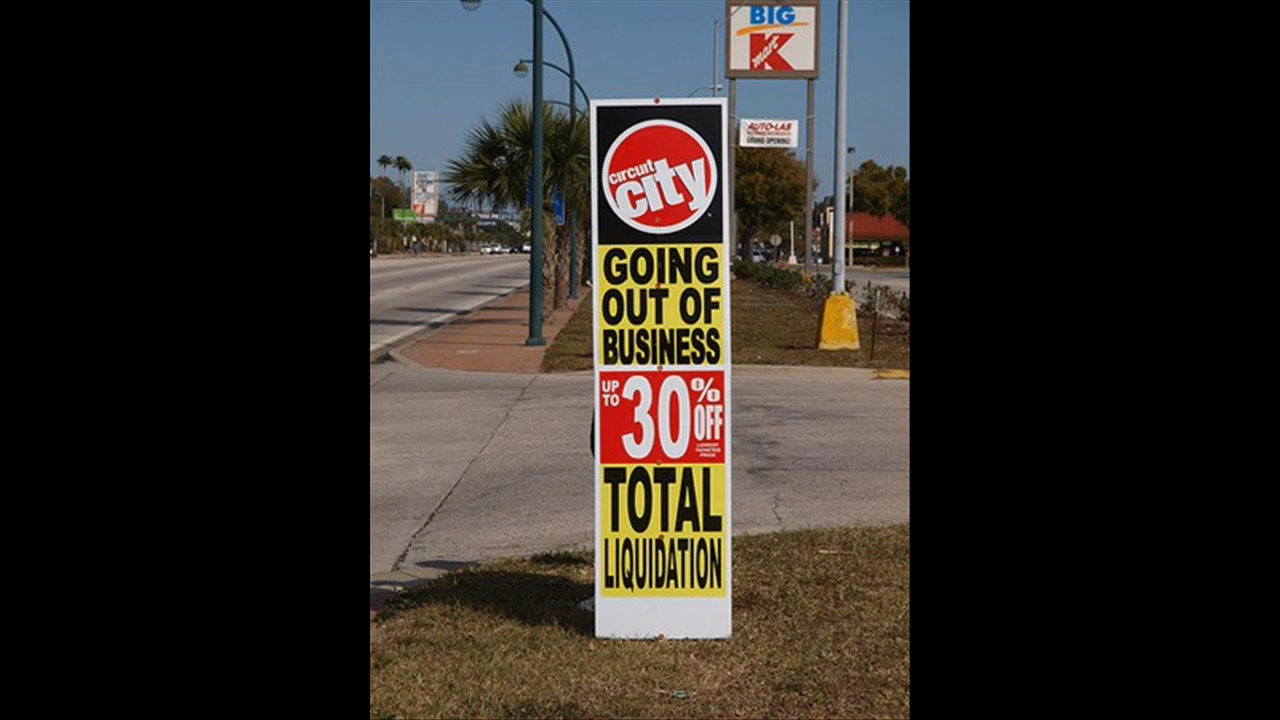 BIG
K
mart
AUTO-LAB
GRAND OPENING!
circuit
city
GOING
OUT OF
BUSINESS
UP TO 30% OFF
LOWEST
TICKETED
PRICE
TOTAL
LIQUIDATION